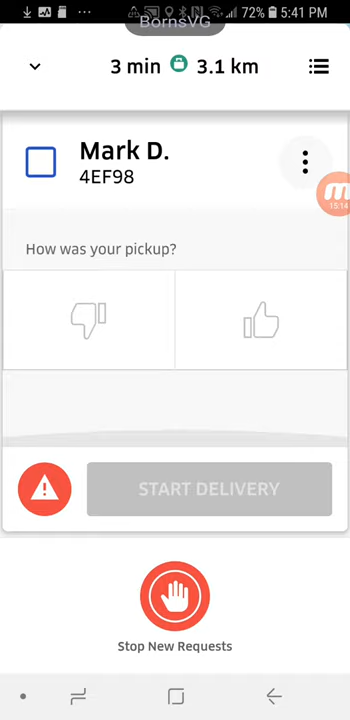 72% 5:41 PM
BornsVG
3 min 3.1 km
Mark D.
4EF98
15:14
How was your pickup?
START DELIVERY
Stop New Requests